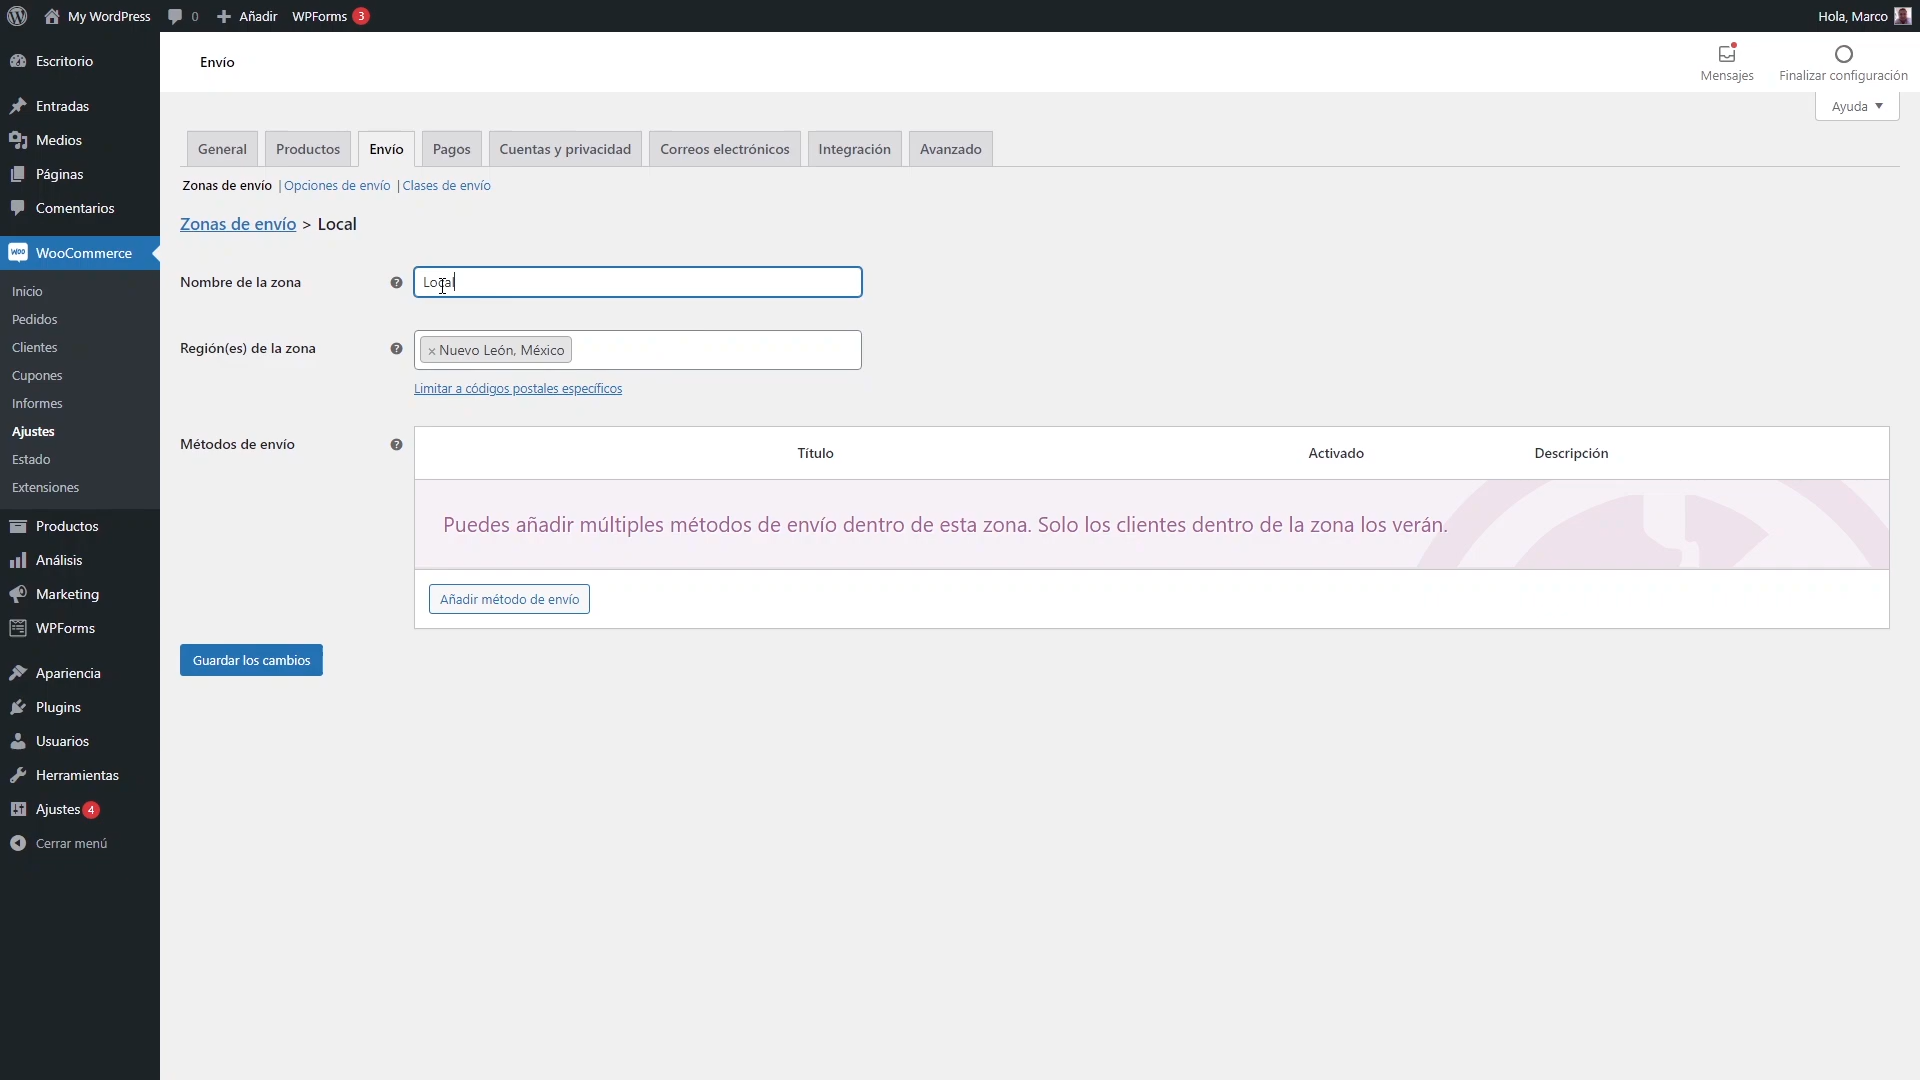 My WordPress 0 Añadir WPForms 3 Hola, Marco
Escritorio
Entradas
Medios
Páginas
Comentarios
WooCommerce
Inicio
Pedidos
Clientes
Cupones
Informes
Ajustes
Estado
Extensiones
Productos
Análisis
Marketing
WPForms
Apariencia
Plugins
Usuarios
Herramientas
Ajustes 4
Cerrar menú
Envío
Mensajes Finalizar configuración
Ayuda
General Productos Envío Pagos Cuentas y privacidad Correos electrónicos Integración Avanzado
Zonas de envío | Opciones de envío | Clases de envío
Zonas de envío > Local
Nombre de la zona ? Local
Región(es) de la zona ? × Nuevo León, México
Limitar a códigos postales específicos
Métodos de envío ? Título Activado Descripción
Puedes añadir múltiples métodos de envío dentro de esta zona. Solo los clientes dentro de la zona los verán.
Añadir método de envío
Guardar los cambios